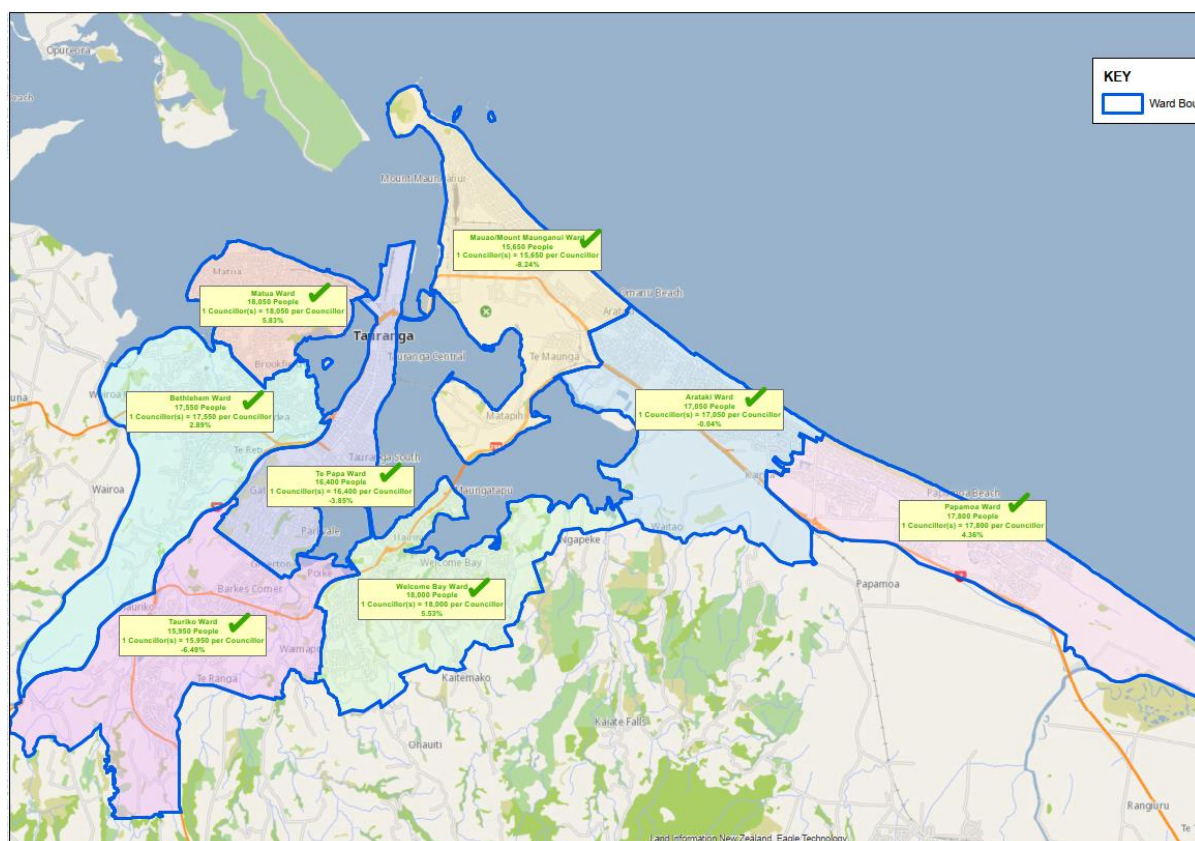 Opureora
KEY
Ward Bou
each
Mount Maunganui
Mauao/Mount Maunganui Ward
15,650 People
1 Councillor(s) = 15,650 per Councillor
-8.24%
Matua
Matua Ward
18,050 People
1 Councillor(s) = 18,050 per Councillor
5.83%
Omanu Beach
Tauranga
Tauranga Central
Te Maunga
Bethlehem Ward
17,550 People
1 Councillor(s) = 17,550 per Councillor
2.89%
Arataki Ward
17,050 People
1 Councillor(s) = 17,050 per Councillor
-0.04%
una
Matapih
Te Reti
Tauranga South
Te Papa Ward
16,400 People
1 Councillor(s) = 16,400 per Councillor
-3.85%
Wairoa
Maungatapu
Papamoa Beach
Papamoa Ward
17,800 People
1 Councillor(s) = 17,800 per Councillor
4.36%
Waitao
Ngapeke
Welcome Bay
Papamoa
Barkes Corner
Poike
Welcome Bay Ward
18,000 People
1 Councillor(s) = 18,000 per Councillor
5.53%
Tauriko Ward
15,950 People
1 Councillor(s) = 15,950 per Councillor
-6.49%
Te Ranga
Kaitemako
Kaiate Falls
Ohauiti
Ranguru
Te
Land Information New Zealand, Eagle Technology